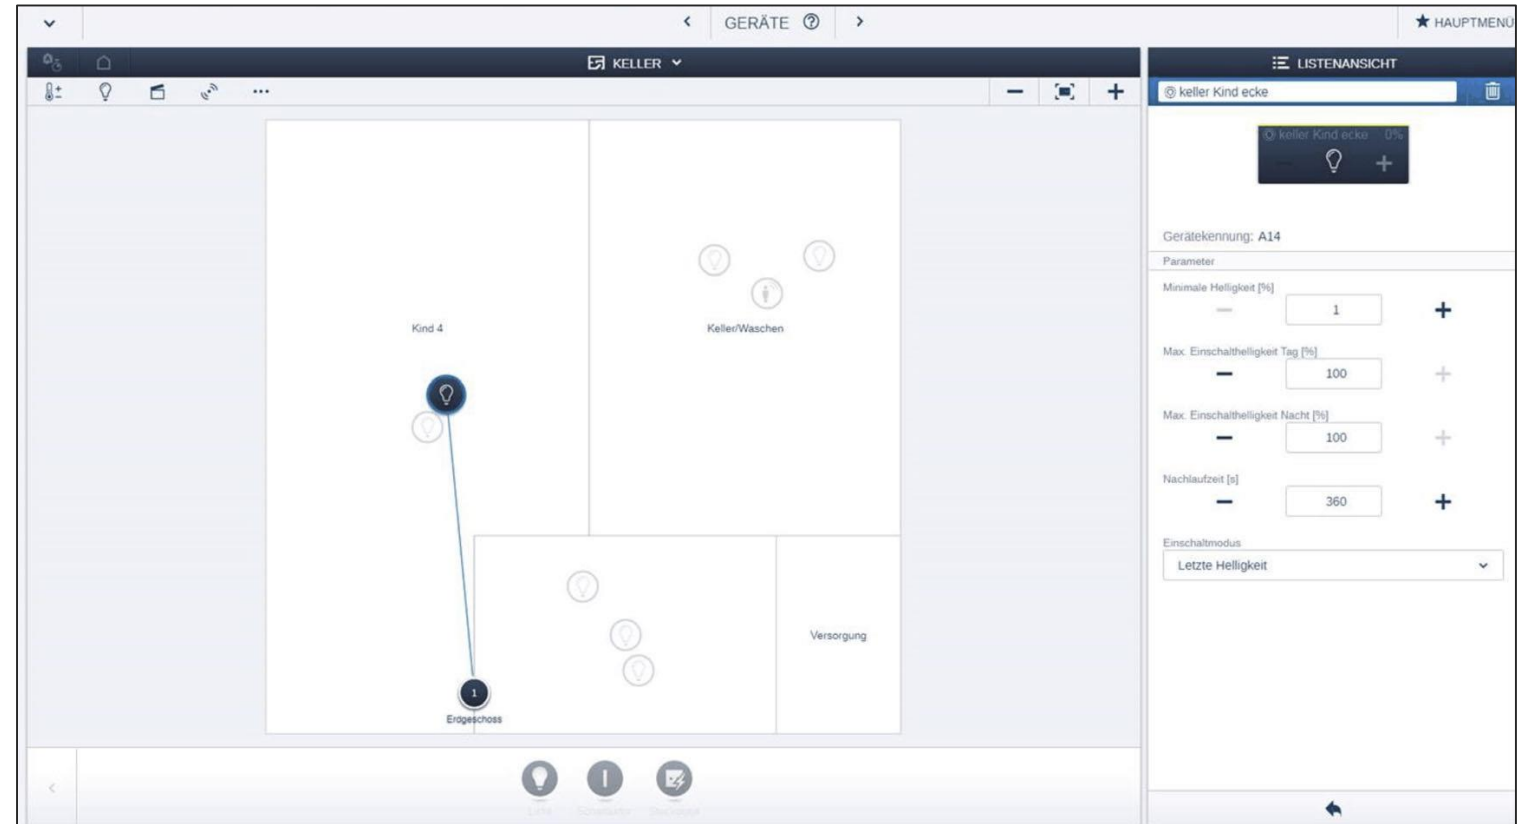 GERÄTE ?
HAUPTMENÜ
KELLER
LISTENANSICHT
keller Kind ecke
keller Kind ecke 0%
Gerätekennung: A14
Parameter
Minimale Helligkeit [%]
1
Kind 4
Keller/Waschen
Max. Einschalthelligkeit Tag [%]
100
Max. Einschalthelligkeit Nacht [%]
100
Nachlaufzeit [s]
360
Einschaltmodus
Letzte Helligkeit
Versorgung
1
Erdgeschoss